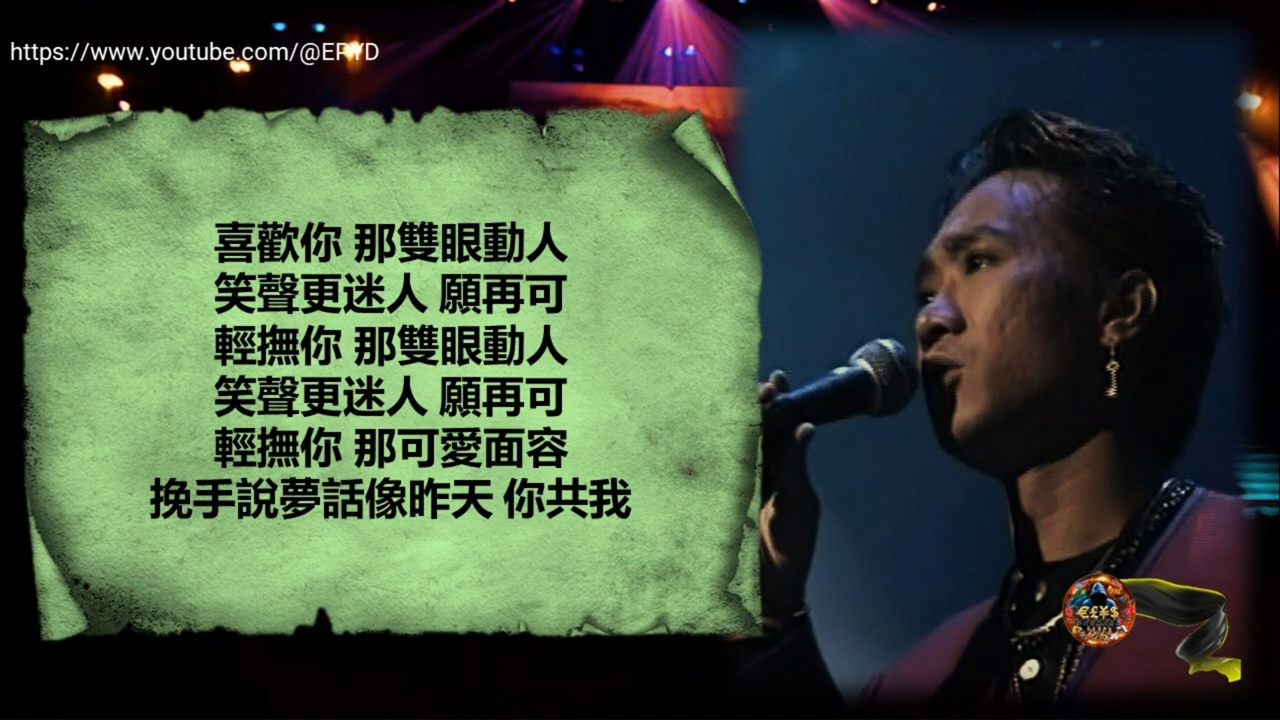 https://www.youtube.com/@EPYD
喜歡你 那雙眼動人
笑聲更迷人 願再可
輕撫你 那雙眼動人
笑聲更迷人 願再可
輕撫你 那可愛面容
挽手說夢話像昨天 你共我